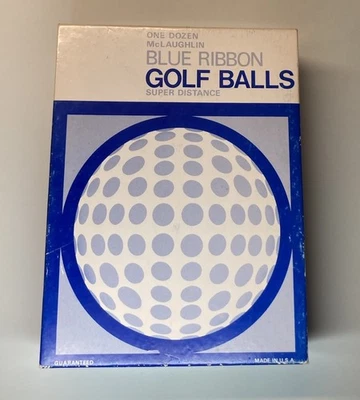 ONE DOZEN
McLAUGHLIN
BLUE RIBBON
GOLF BALLS
SUPER DISTANCE
GUARANTEED
MADE IN U.S.A.